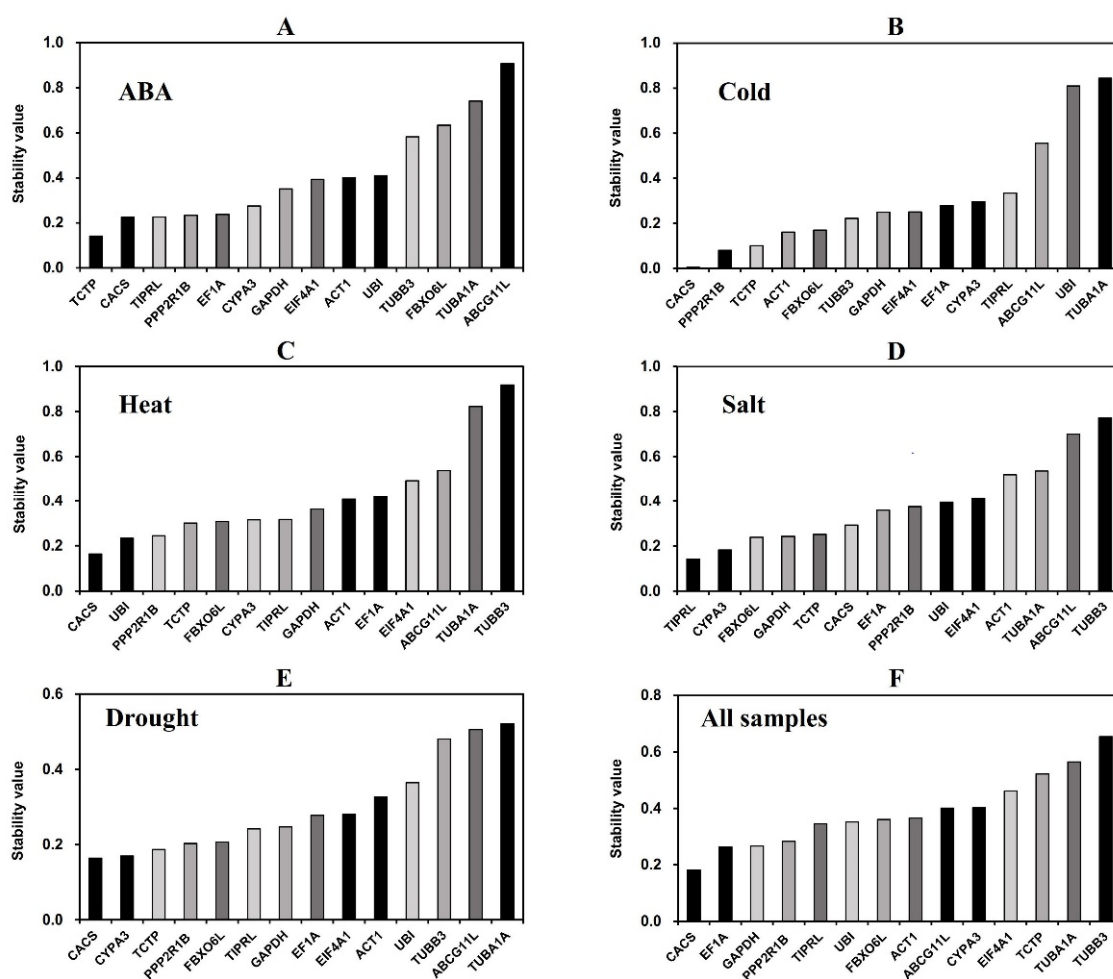 A
ABA
Stability value
1.0
0.8
0.6
0.4
0.2
0.0
TCTP
CACS
TIPRL
PPP2R1B
EF1A
CYPA3
GAPDH
EIF4A1
ACT1
UBI
TUBB3
FBXO6L
TUBA1A
ABCG11L
B
Cold
Stability value
1.0
0.8
0.6
0.4
0.2
0.0
CACS
PPP2R1B
TCTP
ACT1
FBXO6L
TUBB3
GAPDH
EIF4A1
EF1A
CYPA3
TIPRL
ABCG11L
UBI
TUBA1A
C
Heat
Stability value
1.0
0.8
0.6
0.4
0.2
0.0
CACS
UBI
PPP2R1B
TCTP
FBXO6L
CYPA3
TIPRL
GAPDH
ACT1
EF1A
EIF4A1
ABCG11L
TUBA1A
TUBB3
D
Salt
Stability value
1.0
0.8
0.6
0.4
0.2
0.0
TIPRL
CYPA3
FBXO6L
GAPDH
TCTP
CACS
EF1A
PPP2R1B
UBI
EIF4A1
ACT1
TUBA1A
ABCG11L
TUBB3
E
Drought
Stability value
0.6
0.4
0.2
0.0
CACS
CYPA3
TCTP
PPP2R1B
FBXO6L
TIPRL
GAPDH
EF1A
EIF4A1
ACT1
UBI
TUBB3
ABCG11L
TUBA1A
F
All samples
Stability value
0.8
0.6
0.4
0.2
0.0
CACS
EF1A
GAPDH
PPP2R1B
TIPRL
UBI
FBXO6L
ACT1
ABCG11L
CYPA3
EIF4A1
TCTP
TUBA1A
TUBB3